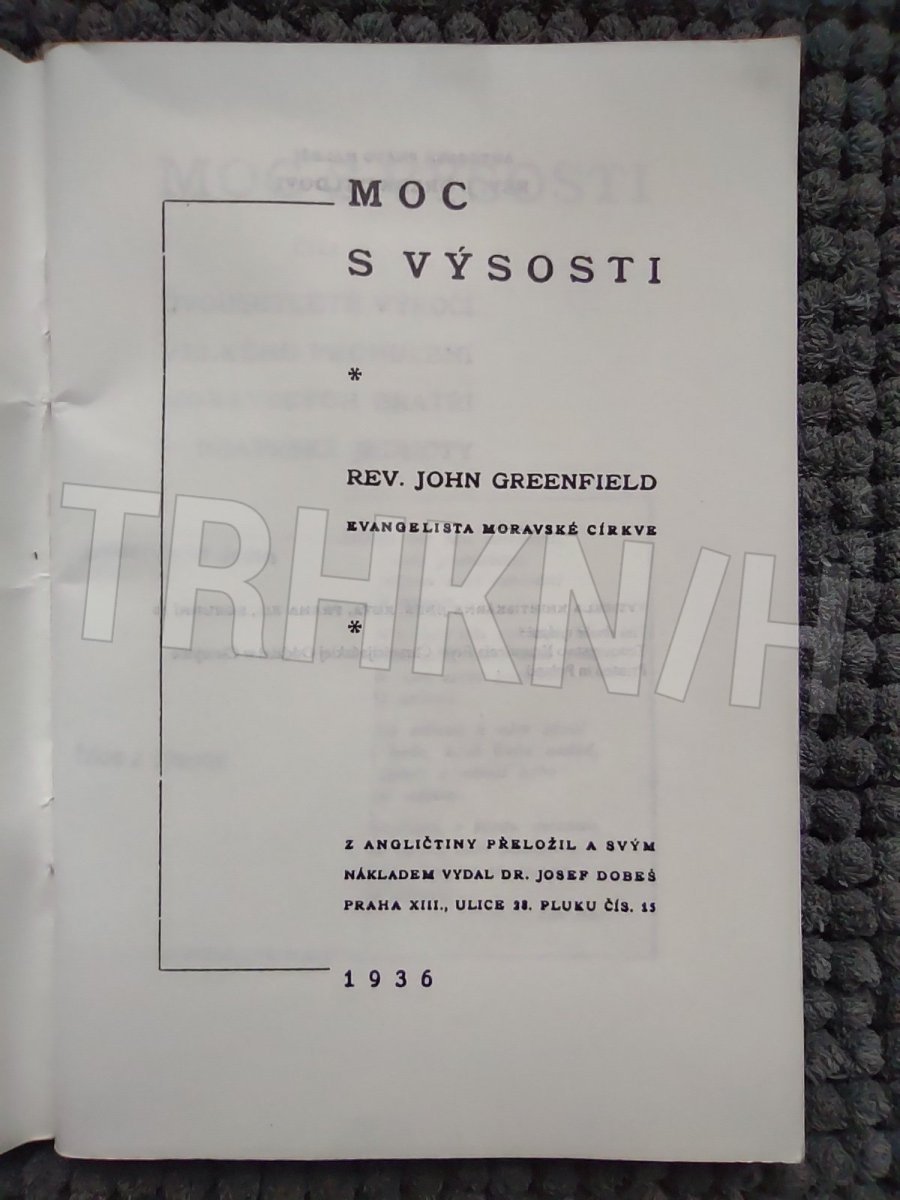 MOC
S VÝSOSTI
*
REV. JOHN GREENFIELD
EVANGELISTA MORAVSKÉ CÍRKVE
TRHKNIH
*
Z ANGLIČTINY PŘELOŽIL A SVÝM
NÁKLADEM VYDAL DR. JOSEF DOBEŠ
PRAHA XIII., ULICE 28. PLUKU ČÍS. 15
1936